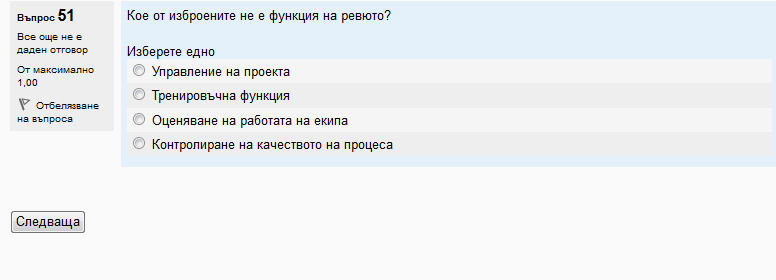 Въпрос 51
Все още не е
даден отговор
От максимално
1,00
Отбелязване
на въпроса
Кое от изброените не е функция на ревюто?
Изберете едно
Управление на проекта
Тренировъчна функция
Оценяване на работата на екипа
Контролиране на качеството на процеса
Следваща